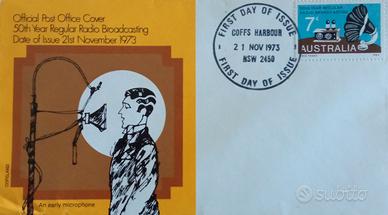 Official Post Office Cover
50th Year Regular Radio Broadcasting
Date of Issue 21st November 1973
COPELAND
An early microphone
FIRST DAY OF ISSUE
COFFS HARBOUR
21 NOV 1973
NSW 2450
FIRST DAY OF ISSUE
7c
AUSTRALIA
subito